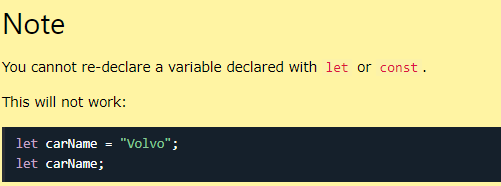 Note
You cannot re-declare a variable declared with let or const.
This will not work:
let carName = "Volvo";
let carName;